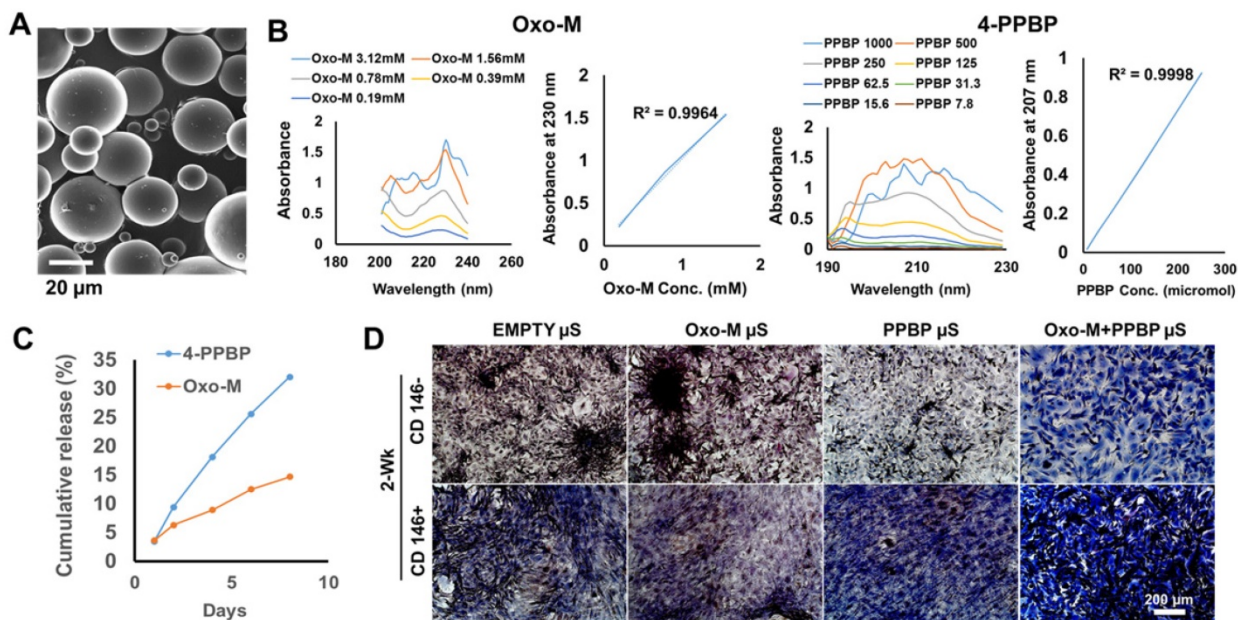 A
20 µm
B
Oxo-M
Oxo-M 3.12mM Oxo-M 1.56mM
Oxo-M 0.78mM Oxo-M 0.39mM
Oxo-M 0.19mM
Absorbance
2
1.5
1
0.5
0
180 200 220 240 260
Wavelength (nm)
Absorbance at 230 nm
2
1.5
1
0.5
0
R² = 0.9964
0 1 2
Oxo-M Conc. (mM)
4-PPBP
PPBP 1000 PPBP 500
PPBP 250 PPBP 125
PPBP 62.5 PPBP 31.3
PPBP 15.6 PPBP 7.8
Absorbance
2
1.5
1
0.5
0
190 210 230
Wavelength (nm)
Absorbance at 207 nm
1
0.8
0.6
0.4
0.2
0
R² = 0.9998
0 100 200 300
PPBP Conc. (micromol)
C
Cumulative release (%)
35
30
25
20
15
10
5
0
4-PPBP
Oxo-M
0 5 10
Days
D
EMPTY µS Oxo-M µS PPBP µS Oxo-M+PPBP µS
2-Wk
CD 146-
CD 146+
200 µm